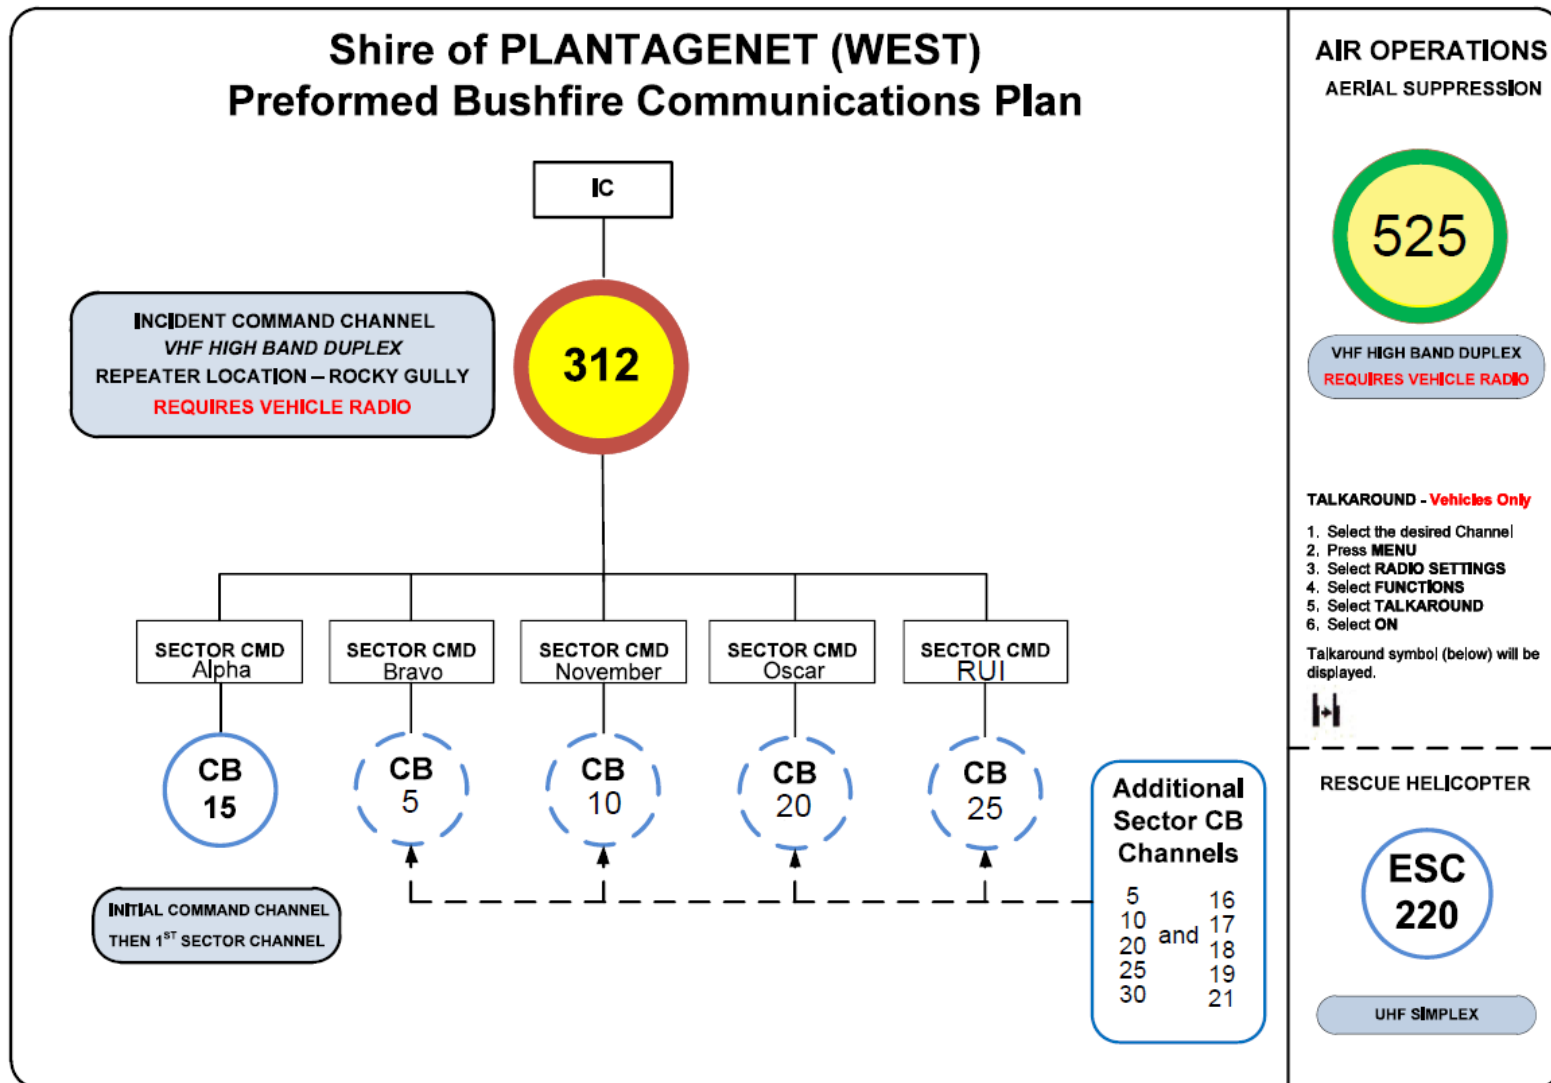 Shire of PLANTAGENET (WEST)
Preformed Bushfire Communications Plan
IC
INCIDENT COMMAND CHANNEL
VHF HIGH BAND DUPLEX
REPEATER LOCATION – ROCKY GULLY
REQUIRES VEHICLE RADIO
312
SECTOR CMD
Alpha
SECTOR CMD
Bravo
SECTOR CMD
November
SECTOR CMD
Oscar
SECTOR CMD
RUI
CB
15
CB
5
CB
10
CB
20
CB
25
INITIAL COMMAND CHANNEL
THEN 1ST SECTOR CHANNEL
Additional
Sector CB
Channels
5
10
20
25
30
and
16
17
18
19
21
AIR OPERATIONS
AERIAL SUPPRESSION
525
VHF HIGH BAND DUPLEX
REQUIRES VEHICLE RADIO
TALKAROUND - Vehicles Only
1. Select the desired Channel
2. Press MENU
3. Select RADIO SETTINGS
4. Select FUNCTIONS
5. Select TALKAROUND
6. Select ON
Talkaround symbol (below) will be
displayed.
RESCUE HELICOPTER
ESC
220
UHF SIMPLEX